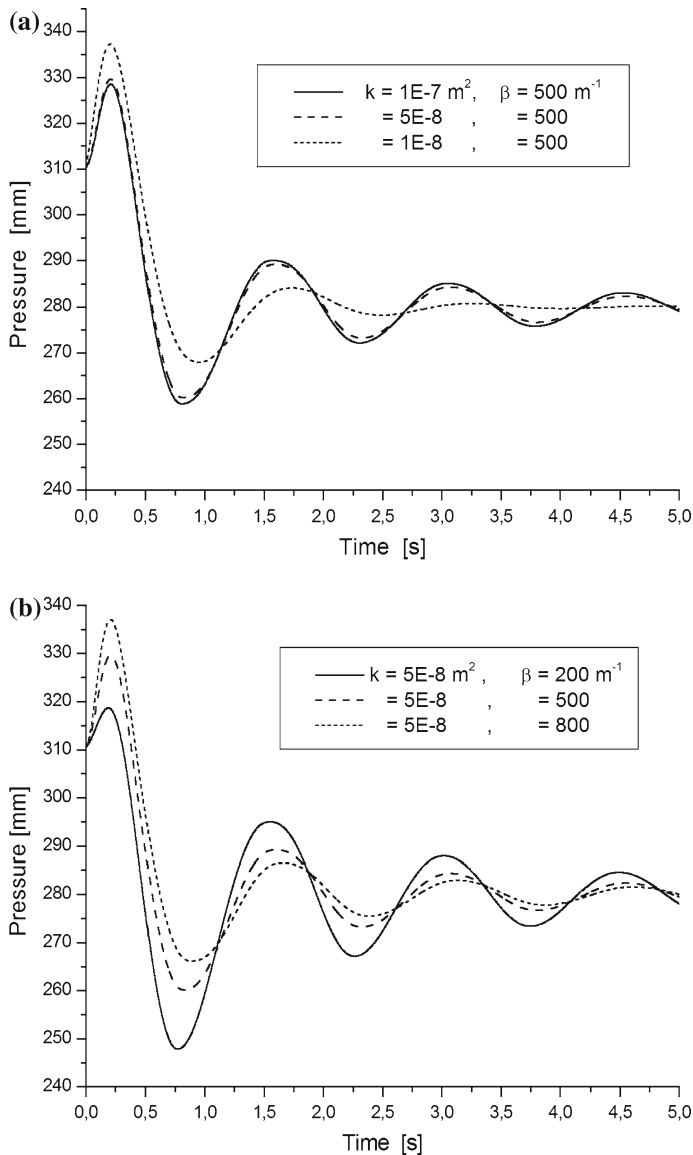 (a)
340
330
320
310
300
290
280
270
260
250
240
Pressure [mm]
k = 1E-7 m², β = 500 m⁻¹
= 5E-8 , = 500
= 1E-8 , = 500
0,0 0,5 1,0 1,5 2,0 2,5 3,0 3,5 4,0 4,5 5,0
Time [s]
(b)
340
330
320
310
300
290
280
270
260
250
240
Pressure [mm]
k = 5E-8 m² , β = 200 m⁻¹
= 5E-8 , = 500
= 5E-8 , = 800
0,0 0,5 1,0 1,5 2,0 2,5 3,0 3,5 4,0 4,5 5,0
Time [s]